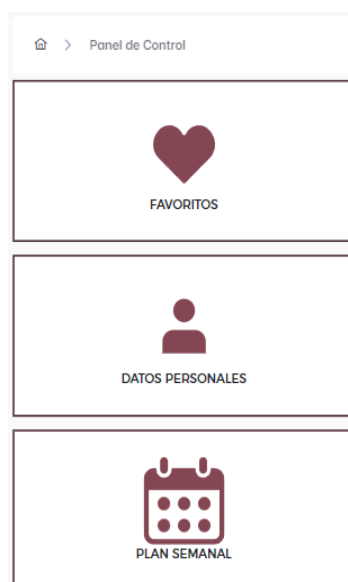 Panel de Control
FAVORITOS
DATOS PERSONALES
PLAN SEMANAL